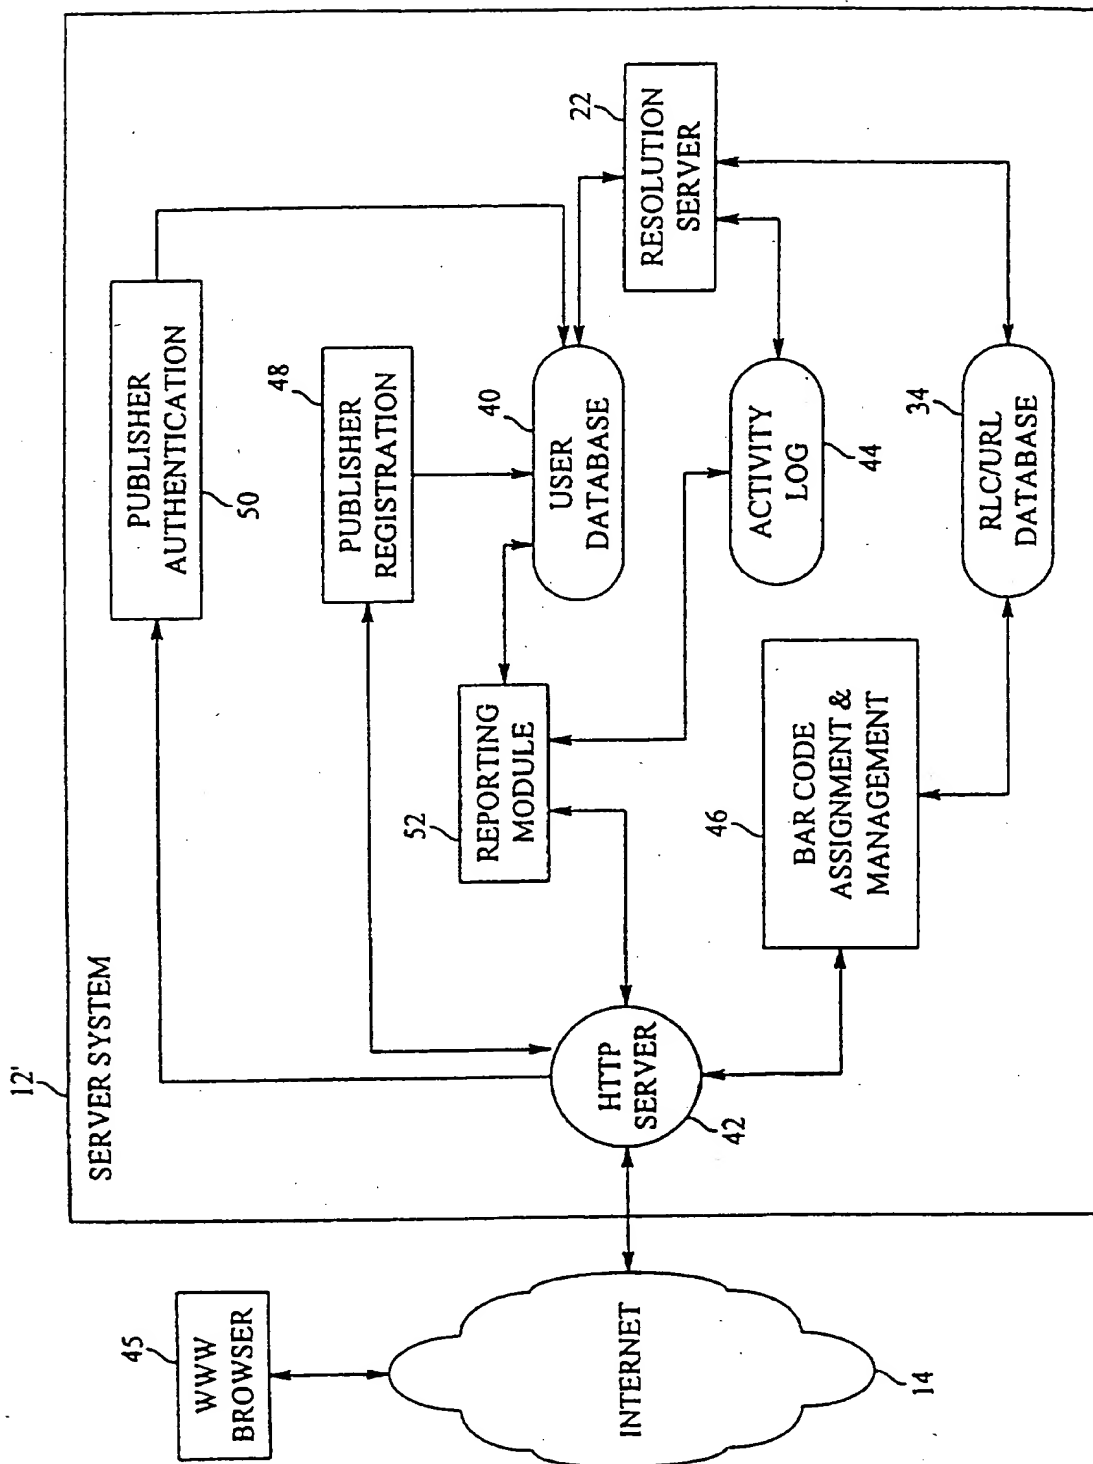 12'
SERVER SYSTEM
45
WWW
BROWSER
INTERNET
14
HTTP
SERVER
42
PUBLISHER
AUTHENTICATION
50
48
PUBLISHER
REGISTRATION
52
REPORTING
MODULE
40
USER
DATABASE
22
RESOLUTION
SERVER
46
BAR CODE
ASSIGNMENT &
MANAGEMENT
ACTIVITY
LOG
44
34
RLC/URL
DATABASE